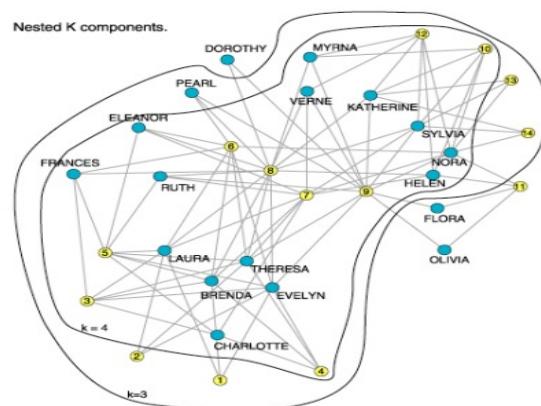 Nested K components.
12
DOROTHY
MYRNA
10
13
PEARL
VERNE
KATHERINE
ELEANOR
SYLVIA
14
6
NORA
FRANCES
8
HELEN
11
RUTH
7
9
FLORA
5
LAURA
THERESA
OLIVIA
BRENDA
EVELYN
3
k = 4
CHARLOTTE
2
4
1
k=3